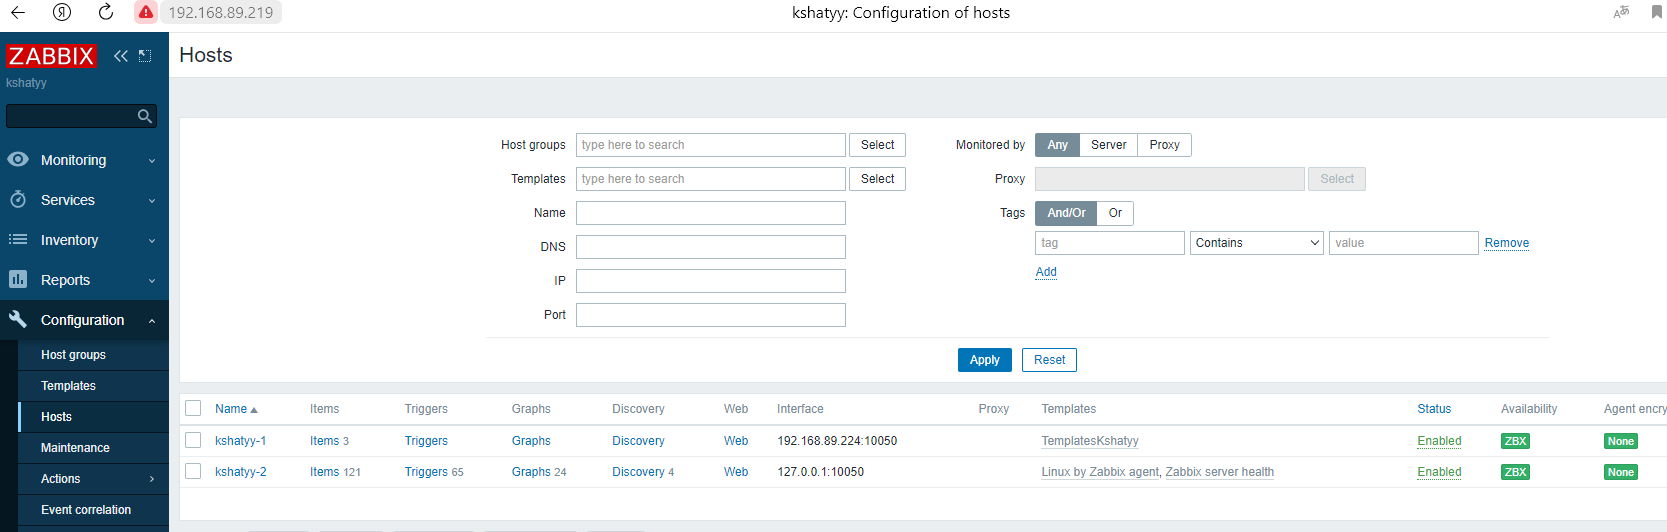 Я 192.168.89.219 kshatyy: Configuration of hosts
ZABBIX
kshatyy
Monitoring
Services
Inventory
Reports
Configuration
Host groups
Templates
Hosts
Maintenance
Actions
Event correlation
Hosts
Host groups type here to search Select
Templates type here to search Select
Name
DNS
IP
Port
Monitored by Any Server Proxy
Proxy Select
Tags And/Or Or
tag Contains value Remove
Add
Apply Reset
Name Items Triggers Graphs Discovery Web Interface Proxy Templates Status Availability Agent encry
kshatyy-1 Items 3 Triggers Graphs Discovery Web 192.168.89.224:10050 TemplatesKshatyy Enabled ZBX None
kshatyy-2 Items 121 Triggers 65 Graphs 24 Discovery 4 Web 127.0.0.1:10050 Linux by Zabbix agent, Zabbix server health Enabled ZBX None